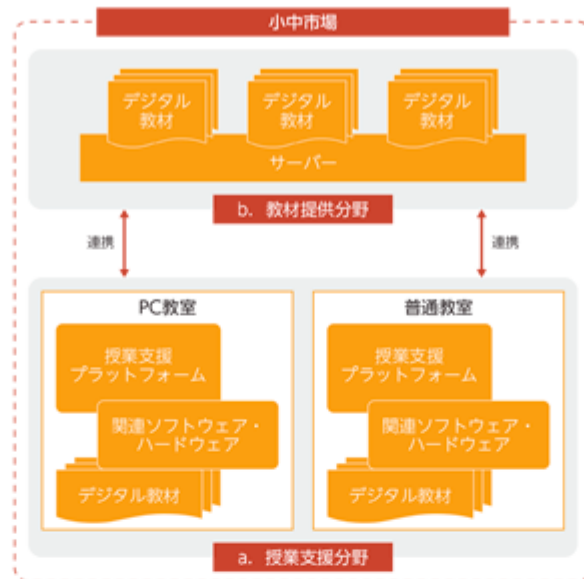 小中市場
デジタル
教材
デジタル
教材
デジタル
教材
サーバー
b. 教材提供分野
連携
連携
PC教室
授業支援
プラットフォーム
関連ソフトウェア・
ハードウェア
デジタル教材
普通教室
授業支援
プラットフォーム
関連ソフトウェア・
ハードウェア
デジタル教材
a. 授業支援分野